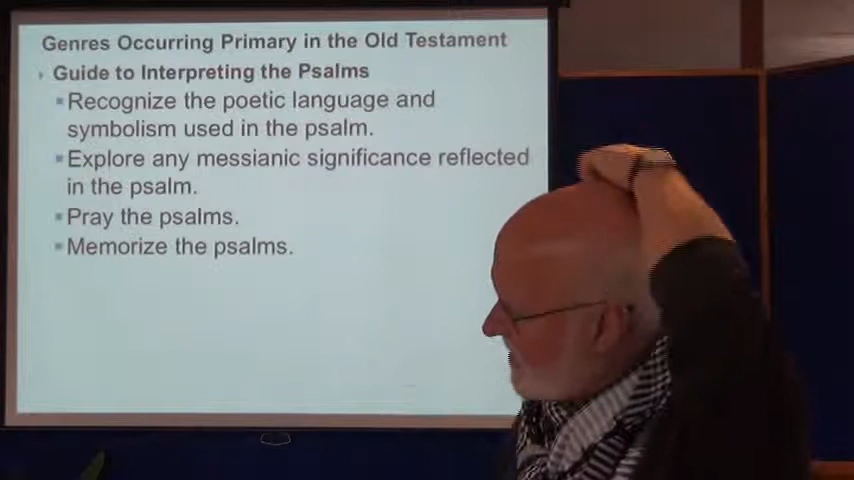 Genres Occurring Primary in the Old Testament
Guide to Interpreting the Psalms
Recognize the poetic language and
symbolism used in the psalm.
Explore any messianic significance reflected
in the psalm.
Pray the psalms.
Memorize the psalms.